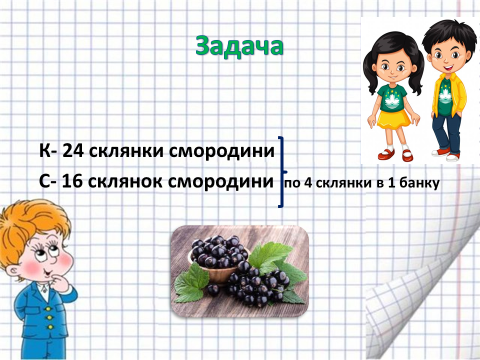 Задача
К- 24 склянки смородини
С- 16 склянок смородини по 4 склянки в 1 банку